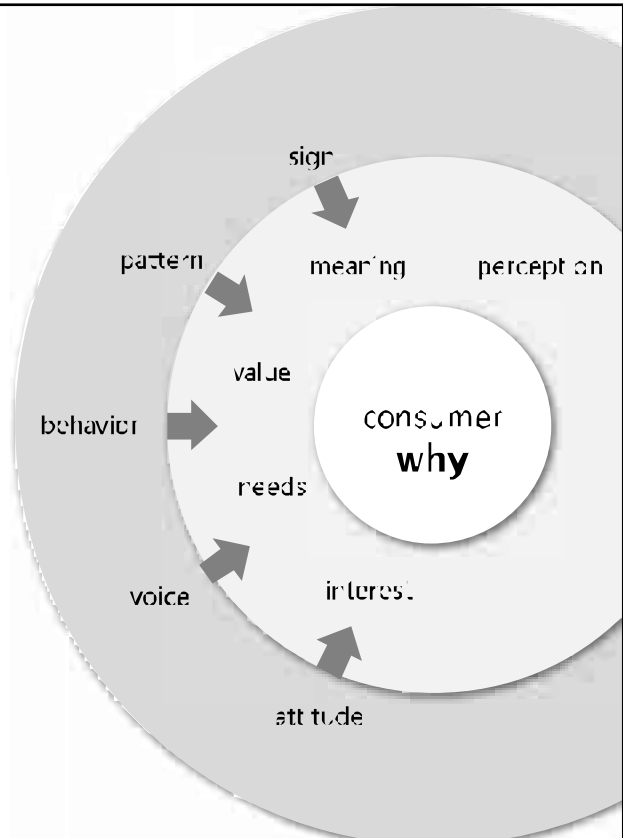 sign
pattern
meaning perception
value
behavior
consumer
why
needs
voice
interest
attitude